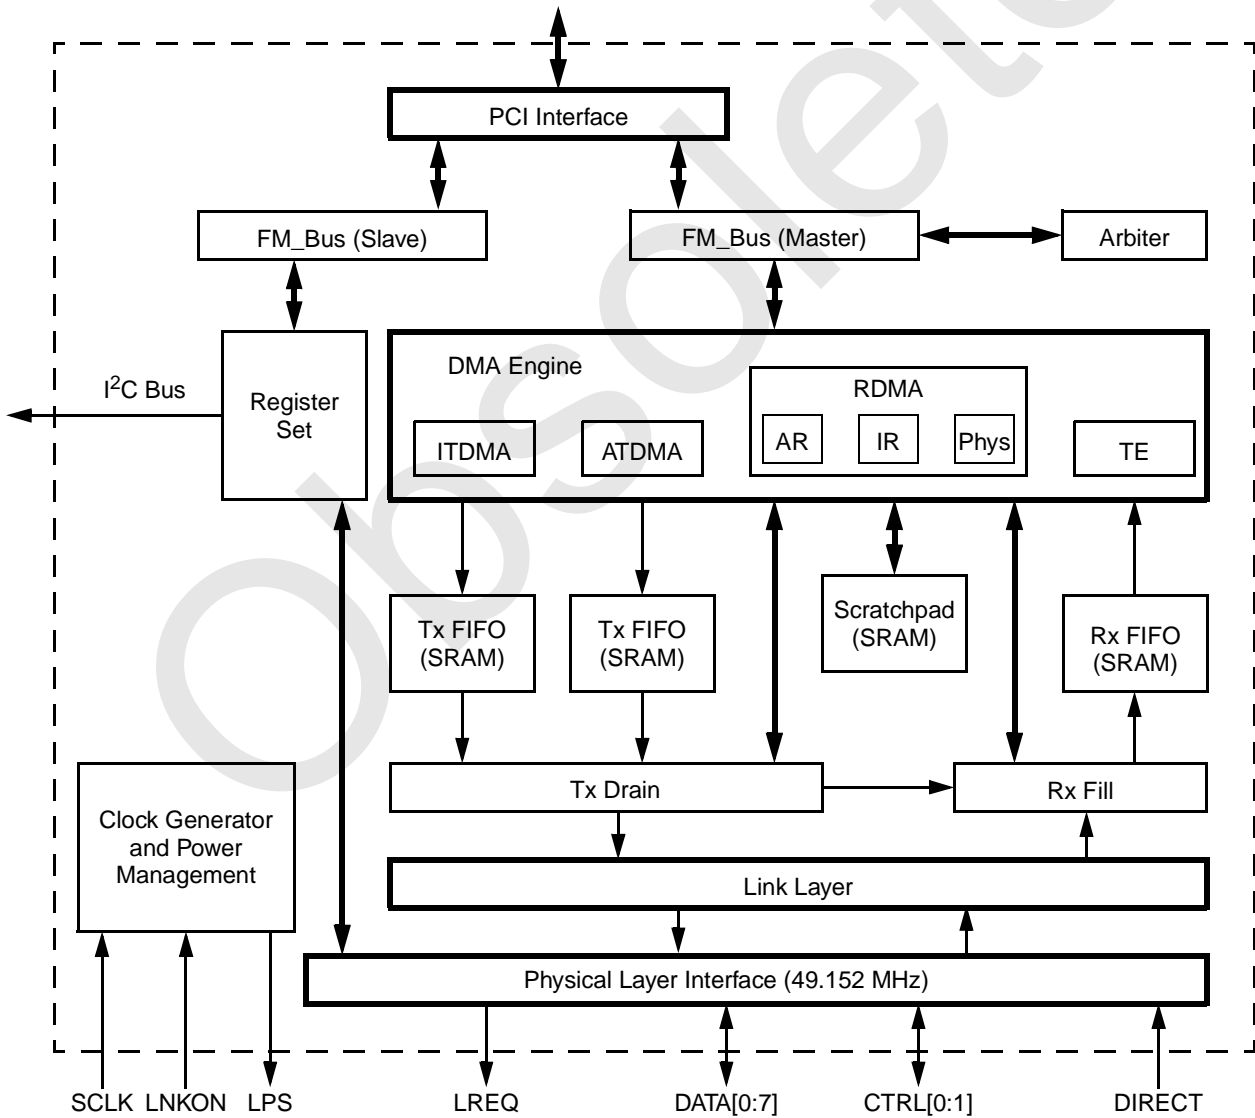 Obsolete
PCI Interface
FM_Bus (Slave)
FM_Bus (Master)
Arbiter
I²C Bus
Register
Set
DMA Engine
RDMA
ITDMA
ATDMA
AR
IR
Phys
TE
Tx FIFO
(SRAM)
Tx FIFO
(SRAM)
Scratchpad
(SRAM)
Rx FIFO
(SRAM)
Clock Generator
and Power
Management
Tx Drain
Rx Fill
Link Layer
Physical Layer Interface (49.152 MHz)
SCLK LNKON LPS LREQ DATA[0:7] CTRL[0:1] DIRECT